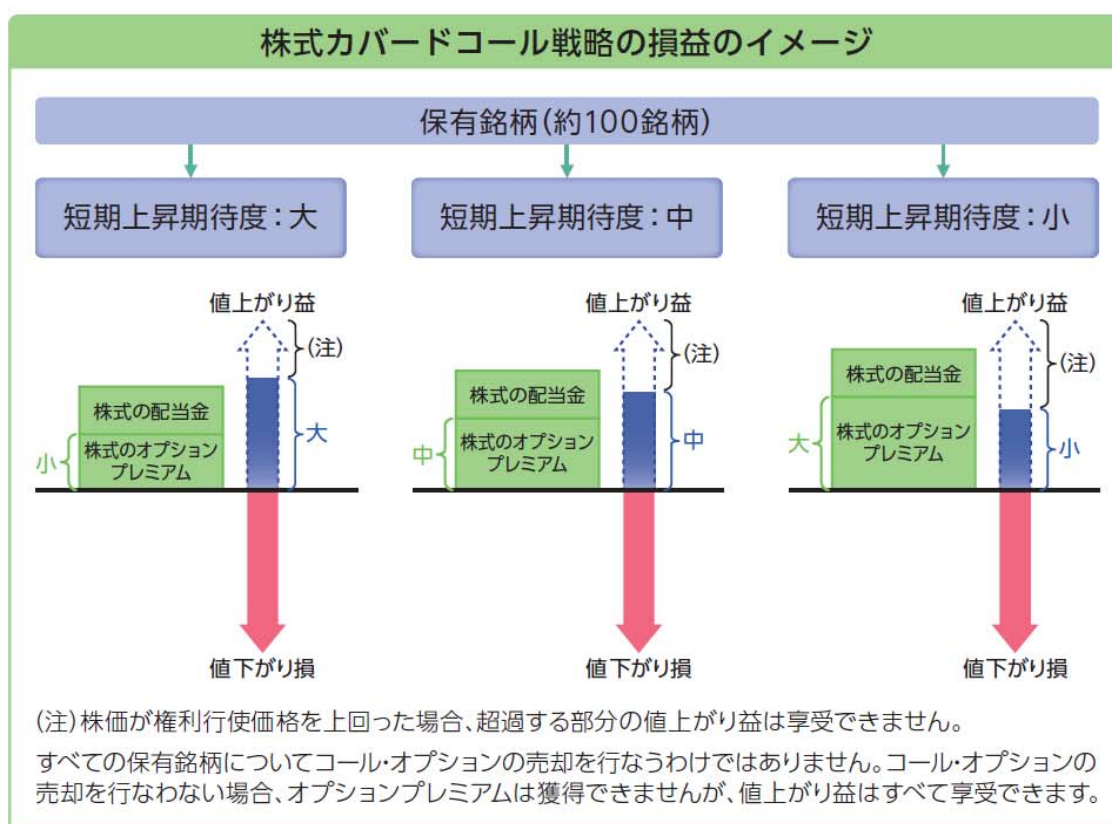 株式カバードコール戦略の損益のイメージ
保有銘柄(約100銘柄)
短期上昇期待度:大
短期上昇期待度:中
短期上昇期待度:小
値上がり益
(注)
株式の配当金
株式のオプション
プレミアム
小
大
値下がり損
値上がり益
(注)
株式の配当金
株式のオプション
プレミアム
中
中
値下がり損
値上がり益
(注)
株式の配当金
株式のオプション
プレミアム
大
小
値下がり損
(注)株価が権利行使価格を上回った場合、超過する部分の値上がり益は享受できません。
すべての保有銘柄についてコール・オプションの売却を行なうわけではありません。コール・オプションの
売却を行なわない場合、オプションプレミアムは獲得できませんが、値上がり益はすべて享受できます。